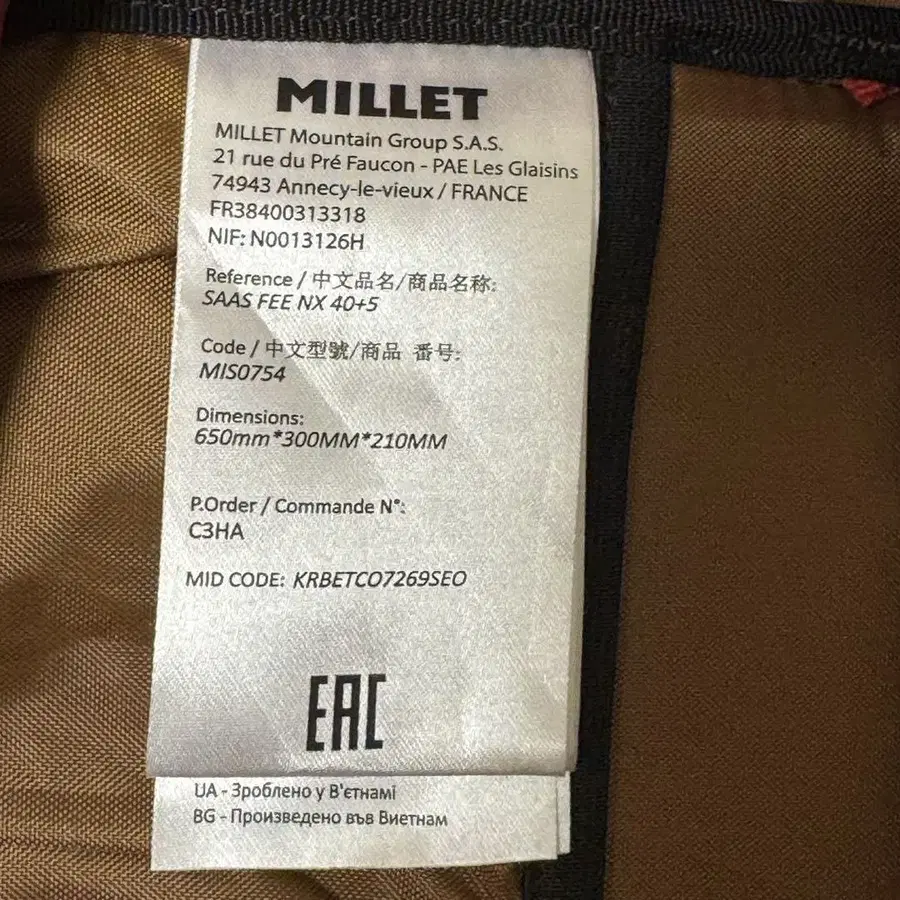 MILLET
MILLET Mountain Group S.A.S.
21 rue du Pré Faucon - PAE Les Glaisins
74943 Annecy-le-vieux / FRANCE
FR38400313318
NIF: N0013126H
Reference / 中文品名/商品名称:
SAAS FEE NX 40+5
Code / 中文型號/商品 番号:
MIS0754
Dimensions:
650mm*300MM*210MM
P.Order / Commande N°:
C3HA
MID CODE: KRBETCO7269SEO
EAC
UA - Зроблено у В'єтнамі
BG - Произведено във Виетнам